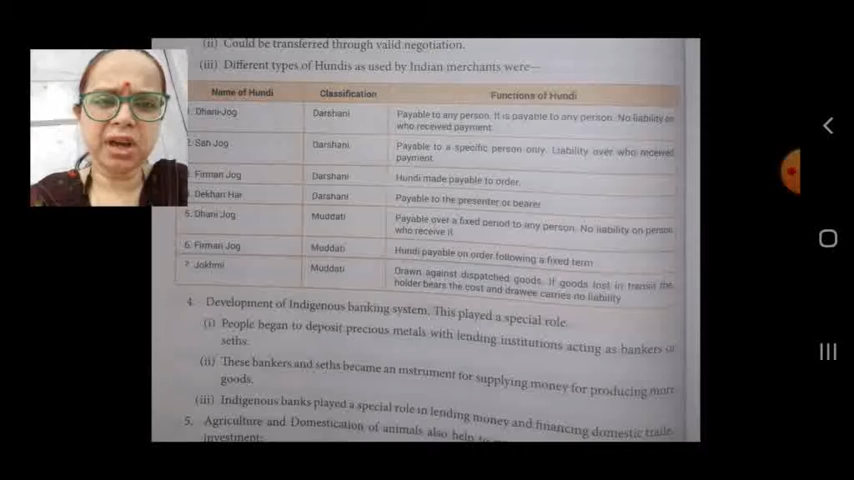 (ii) Could be transferred through valid negotiation.
(iii) Different types of Hundis as used by Indian merchants were—
Name of Hundi Classification Functions of Hundi
1. Dhani-Jog Darshani Payable to any person. It is payable to any person. No liability on
who received payment.
2. San Jog Darshani Payable to a specific person only. Liability over who received
payment.
3. Firman Jog Darshani Hundi made payable to order.
Dekhan Har Darshani Payable to the presenter or bearer
5. Dhani Jog Muddati Payable over a fixed period to any person. No liability on person
who receive it
6. Firman Jog Muddati Hundi payable on order following a fixed term
7 Jokhmi Muddati Drawn against dispatched goods. If goods lost in transit the
holder bears the cost and drawee carries no liability
4. Development of Indigenous banking system. This played a special role.
(i) People began to deposit precious metals with lending institutions acting as bankers or
seths.
(ii) These bankers and seths became an instrument for supplying money for producing more
goods.
(iii) Indigenous banks played a special role in lending money and financing domestic trade
5. Agriculture and Domestication of animals also help to
investment: